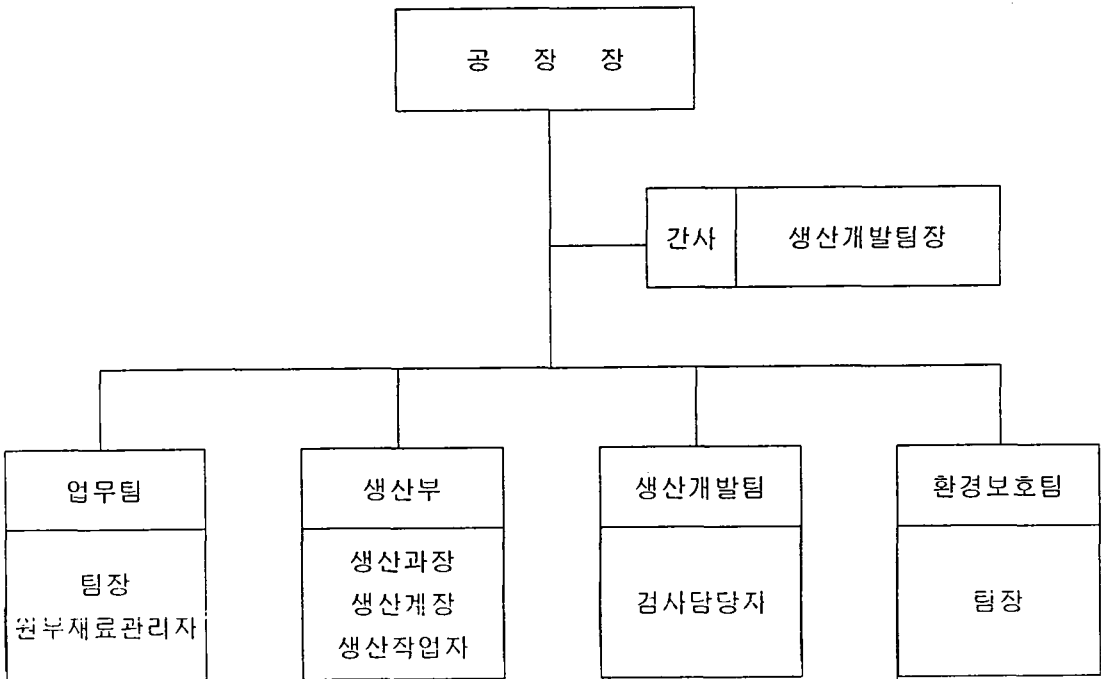 공 장 장
간사 생산개발팀장
업무팀
팀장
원부재료관리자
생산부
생산과장
생산계장
생산작업자
생산개발팀
검사담당자
환경보호팀
팀장